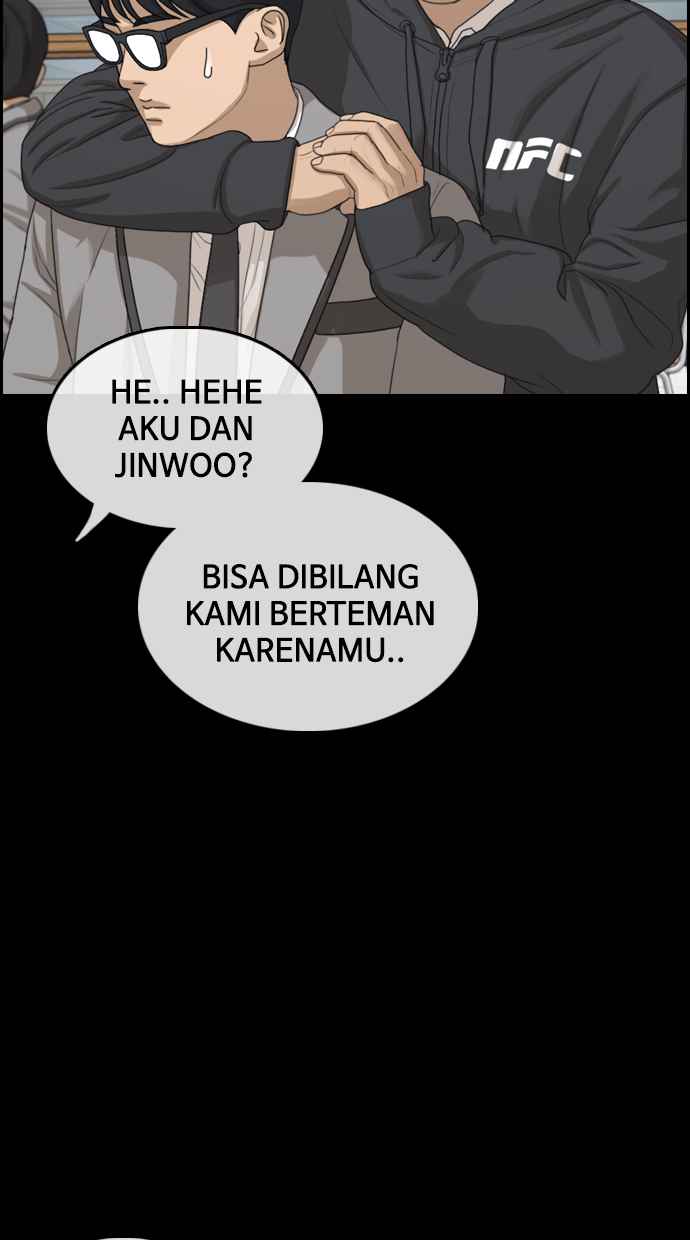 nFC
HE.. HEHE
AKU DAN
JINWOO?
BISA DIBILANG
KAMI BERTEMAN
KARENAMU..